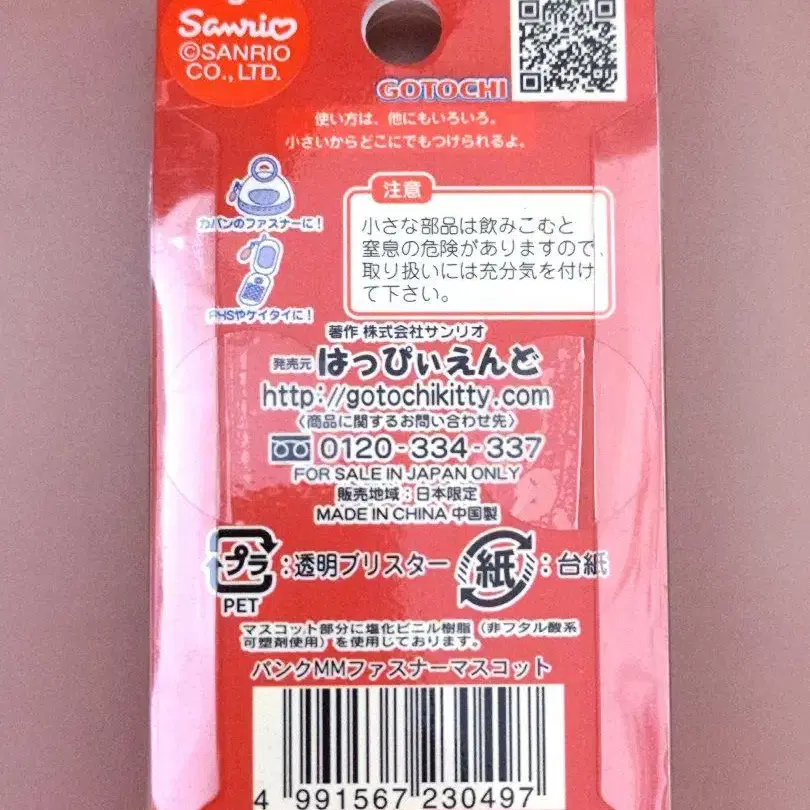 Sanrio
©SANRIO
CO., LTD.
GOTOCHI
使い方は、他にもいろいろ。
小さいからどこにでもつけられるよ。
カバンのファスナーに!
PHSやケイタイに!
注意
小さな部品は飲みこむと
窒息の危険がありますので、
取り扱いには充分気を付け
て下さい。
著作 株式会社サンリオ
発売元 はっぴぃえんど
http://gotochikitty.com
〈商品に関するお問い合わせ先〉
0120-334-337
FOR SALE IN JAPAN ONLY
販売地域:日本限定
MADE IN CHINA 中国製
プラ:透明ブリスター 紙:台紙
PET
マスコット部分に塩化ビニル樹脂(非フタル酸系
可塑剤使用)を使用しております。
バンクMMファスナーマスコット
4 991567 230497